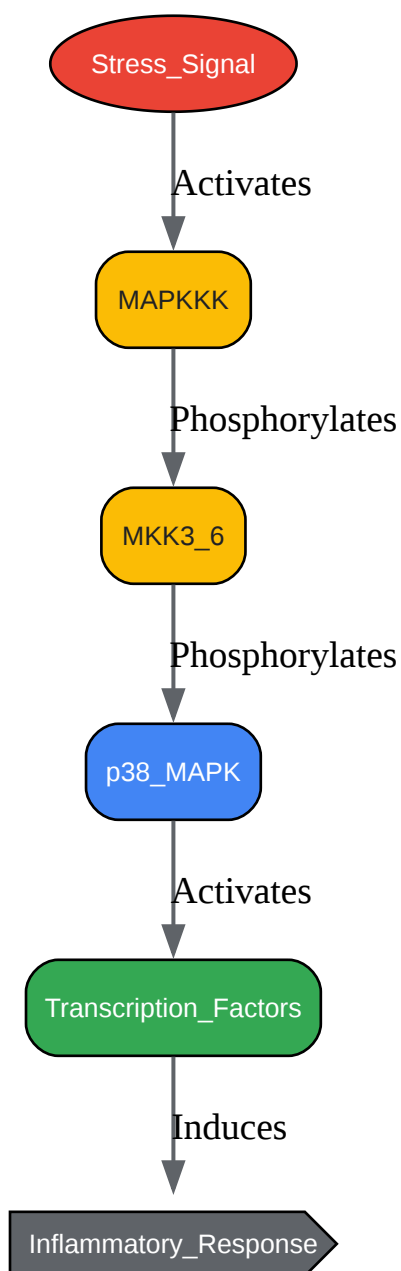 Stress_Signal
Activates
MAPKKK
Phosphorylates
MKK3_6
Phosphorylates
p38_MAPK
Activates
Transcription_Factors
Induces
Inflammatory_Response